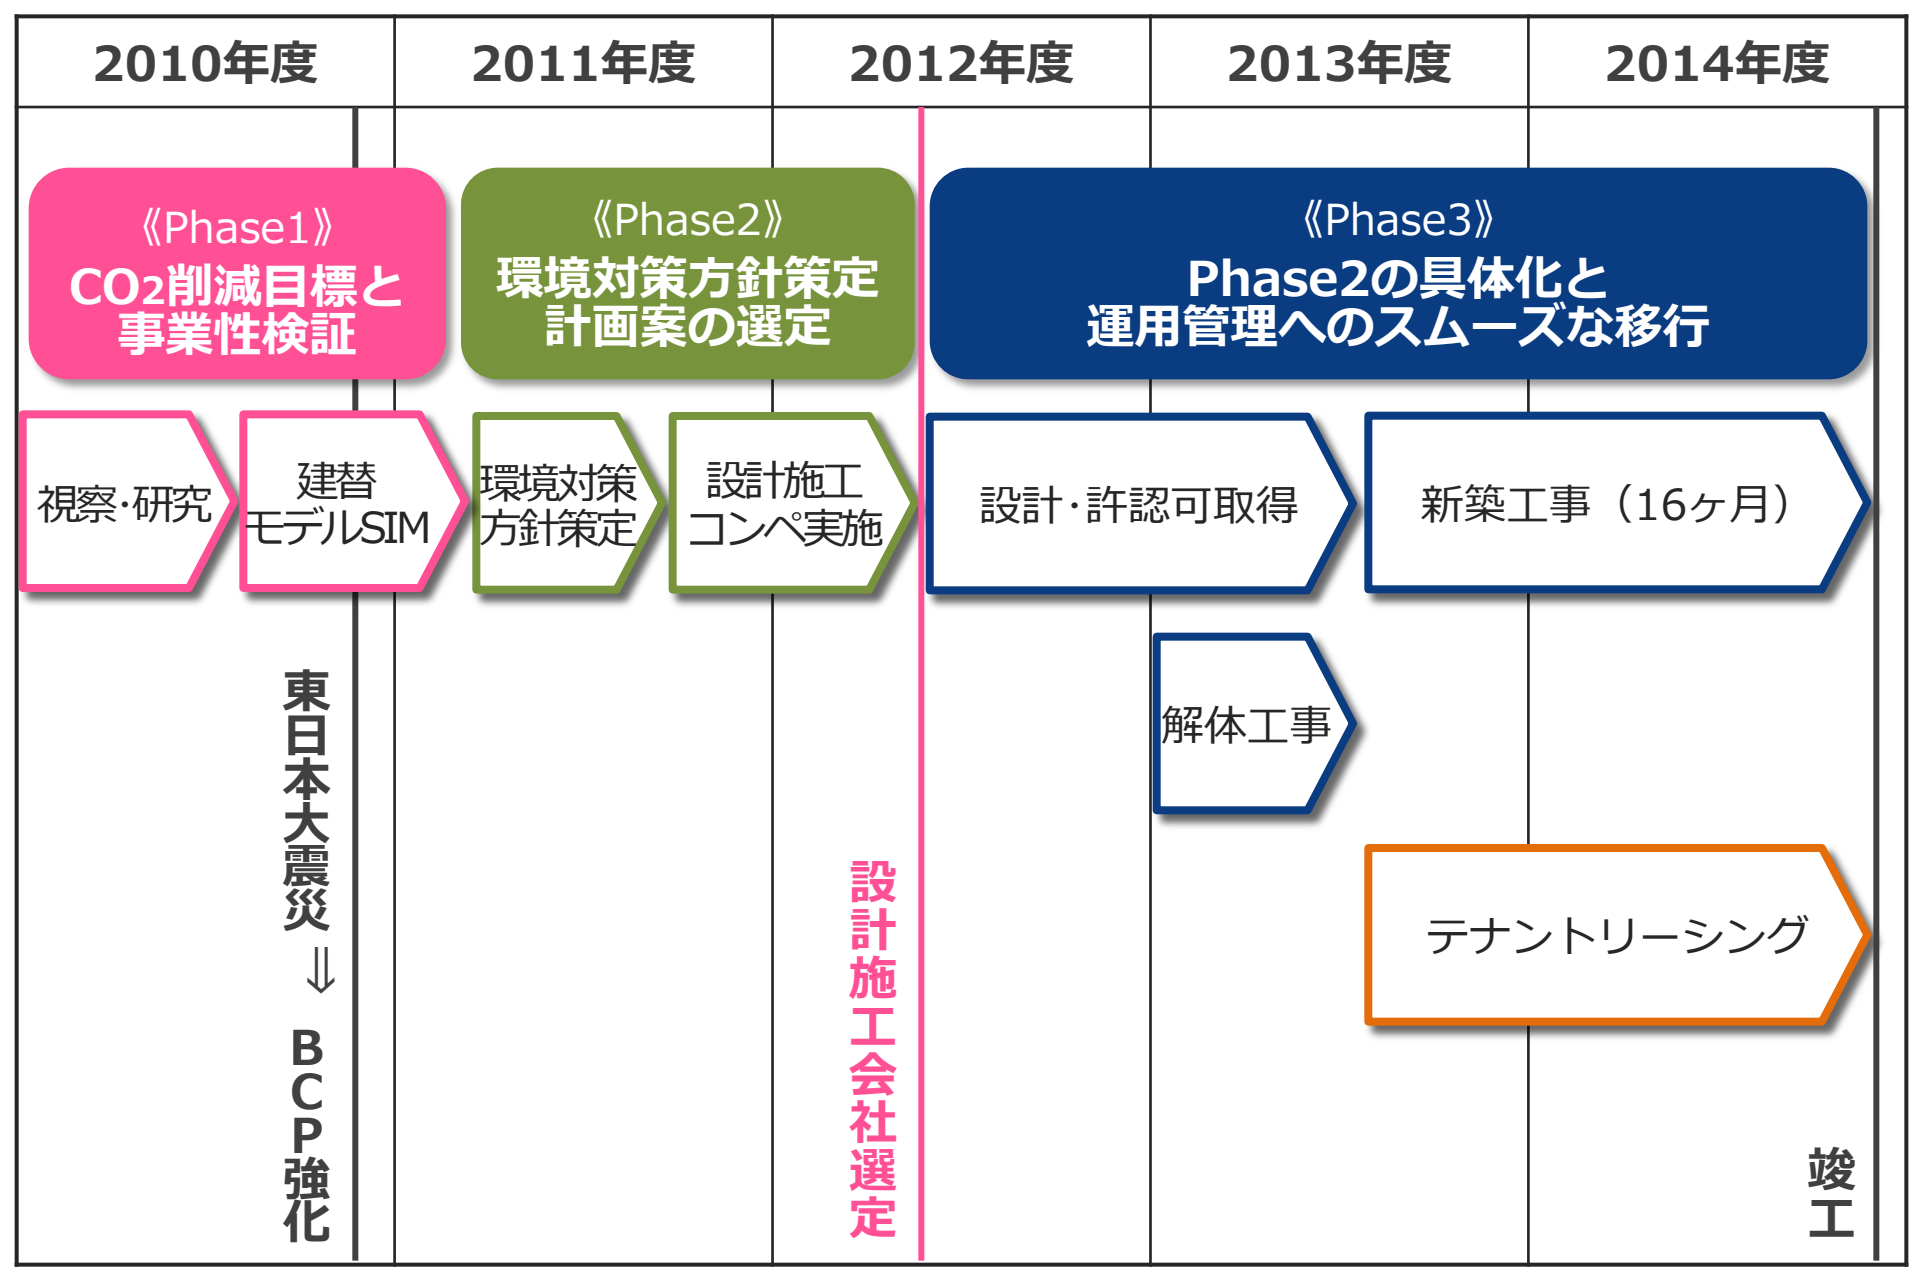 2010年度
2011年度
2012年度
2013年度
2014年度
《Phase1》
CO2削減目標と
事業性検証
《Phase2》
環境対策方針策定
計画案の選定
《Phase3》
Phase2の具体化と
運用管理へのスムーズな移行
視察・研究
建替
モデルSIM
環境対策
方針策定
設計施工
コンペ実施
設計・許認可取得
新築工事（16ヶ月）
解体工事
テナントリーシング
東日本大震災⇒BCP強化
設計施工会社選定
竣工